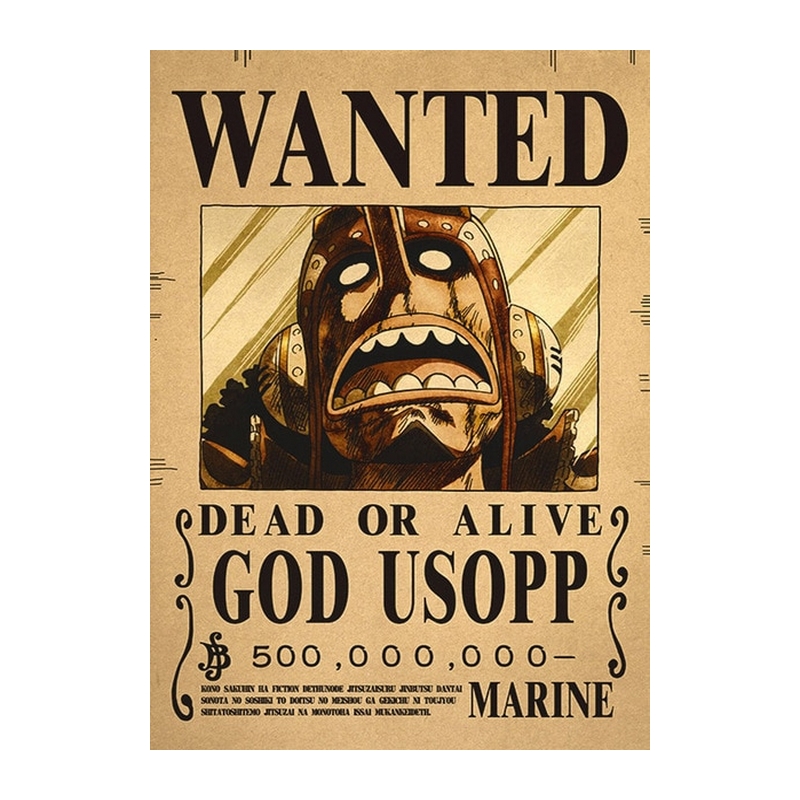 WANTED
DEAD OR ALIVE
GOD USOPP
฿ 500,000,000-
KONO SAKUHIN HA FICTION DETHUNODE JITSUZAISURU JINBUTSU DANTAI
SONOTA NO SOSHIKI TO DOITSU NO MEISHOU GA GEKICHU NI TOUJYOU
SHITATOSHITEMO JITSUZAI NA MONOTOHA ISSAI MUKANKEIDETH.
MARINE